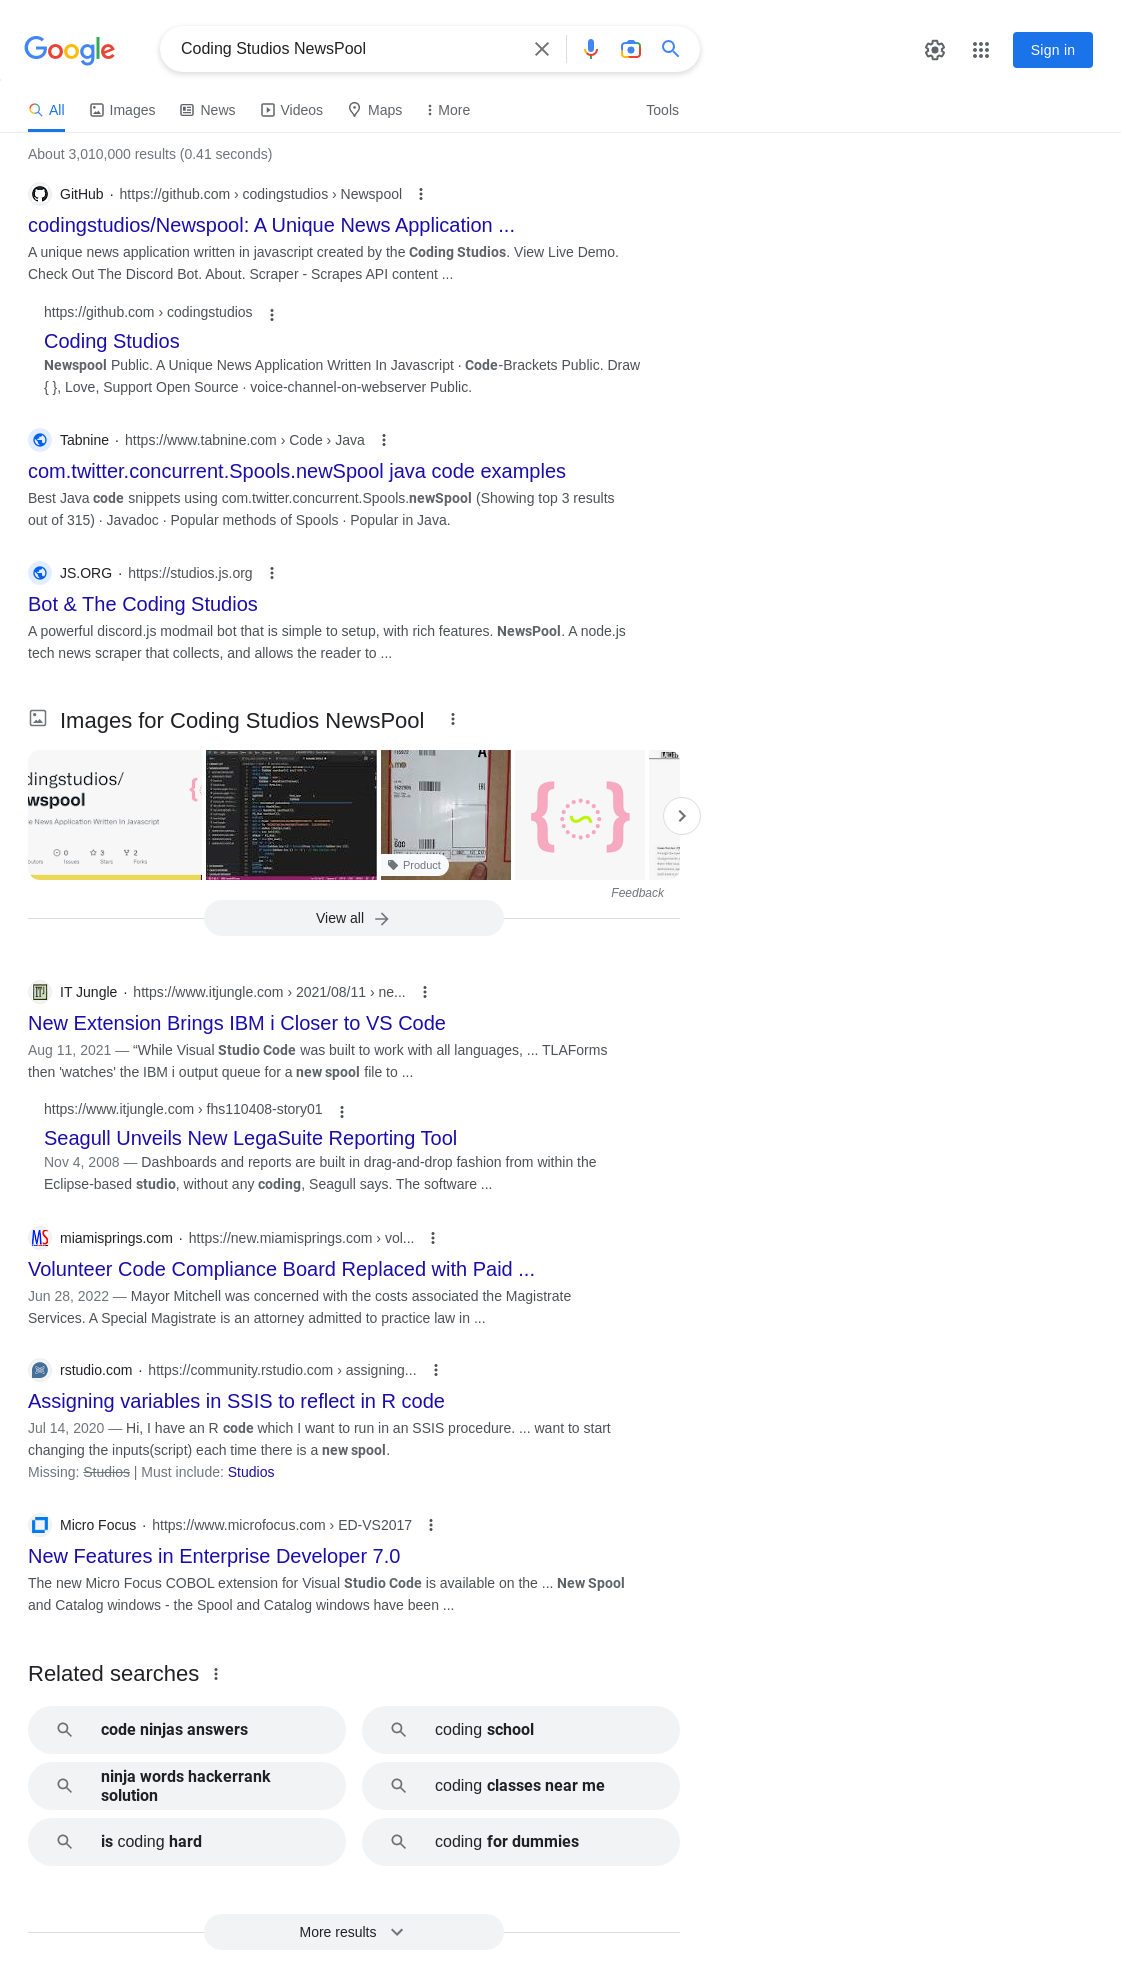 Google
Coding Studios NewsPool
Sign in
All
Images
News
Videos
Maps
More
Tools
About 3,010,000 results (0.41 seconds)
GitHub · https://github.com › codingstudios › Newspool
codingstudios/Newspool: A Unique News Application ...
A unique news application written in javascript created by the Coding Studios. View Live Demo.
Check Out The Discord Bot. About. Scraper - Scrapes API content ...
https://github.com › codingstudios
Coding Studios
Newspool Public. A Unique News Application Written In Javascript · Code-Brackets Public. Draw
{ }, Love, Support Open Source · voice-channel-on-webserver Public.
Tabnine · https://www.tabnine.com › Code › Java
com.twitter.concurrent.Spools.newSpool java code examples
Best Java code snippets using com.twitter.concurrent.Spools.newSpool (Showing top 3 results
out of 315) · Javadoc · Popular methods of Spools · Popular in Java.
JS.ORG · https://studios.js.org
Bot & The Coding Studios
A powerful discord.js modmail bot that is simple to setup, with rich features. NewsPool. A node.js
tech news scraper that collects, and allows the reader to ...
Images for Coding Studios NewsPool
dingstudios/
wspool
e News Application Written In Javascript
0 3 2
utors Issues Stars Forks
Product
Feedback
View all
IT Jungle · https://www.itjungle.com › 2021/08/11 › ne...
New Extension Brings IBM i Closer to VS Code
Aug 11, 2021 — “While Visual Studio Code was built to work with all languages, ... TLAForms
then 'watches' the IBM i output queue for a new spool file to ...
https://www.itjungle.com › fhs110408-story01
Seagull Unveils New LegaSuite Reporting Tool
Nov 4, 2008 — Dashboards and reports are built in drag-and-drop fashion from within the
Eclipse-based studio, without any coding, Seagull says. The software ...
MS miamisprings.com · https://new.miamisprings.com › vol...
Volunteer Code Compliance Board Replaced with Paid ...
Jun 28, 2022 — Mayor Mitchell was concerned with the costs associated the Magistrate
Services. A Special Magistrate is an attorney admitted to practice law in ...
rstudio.com · https://community.rstudio.com › assigning...
Assigning variables in SSIS to reflect in R code
Jul 14, 2020 — Hi, I have an R code which I want to run in an SSIS procedure. ... want to start
changing the inputs(script) each time there is a new spool.
Missing: Studios | Must include: Studios
Micro Focus · https://www.microfocus.com › ED-VS2017
New Features in Enterprise Developer 7.0
The new Micro Focus COBOL extension for Visual Studio Code is available on the ... New Spool
and Catalog windows - the Spool and Catalog windows have been ...
Related searches
code ninjas answers
coding school
ninja words hackerrank
solution
coding classes near me
is coding hard
coding for dummies
More results